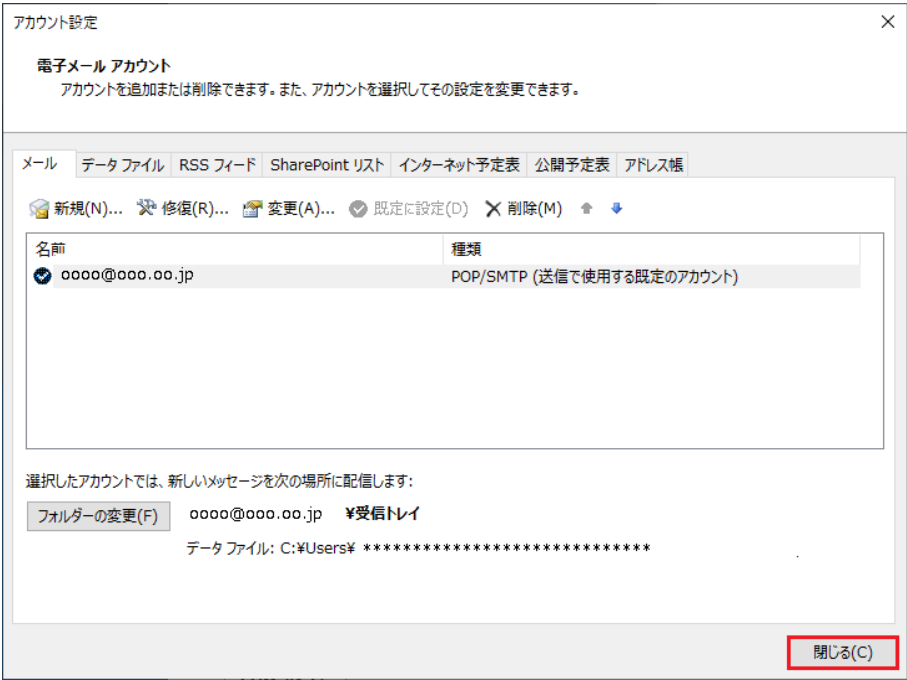 アカウント設定
電子メール アカウント
アカウントを追加または削除できます。また、アカウントを選択してその設定を変更できます。
メール データ ファイル RSS フィード SharePoint リスト インターネット予定表 公開予定表 アドレス帳
新規(N)... 修復(R)... 変更(A)... 既定に設定(D) 削除(M)
名前 種類
oooo@ooo.oo.jp POP/SMTP (送信で使用する既定のアカウント)
選択したアカウントでは、新しいメッセージを次の場所に配信します:
フォルダーの変更(F) oooo@ooo.oo.jp ¥受信トレイ
データ ファイル: C:¥Users¥ *****************************
閉じる(C)